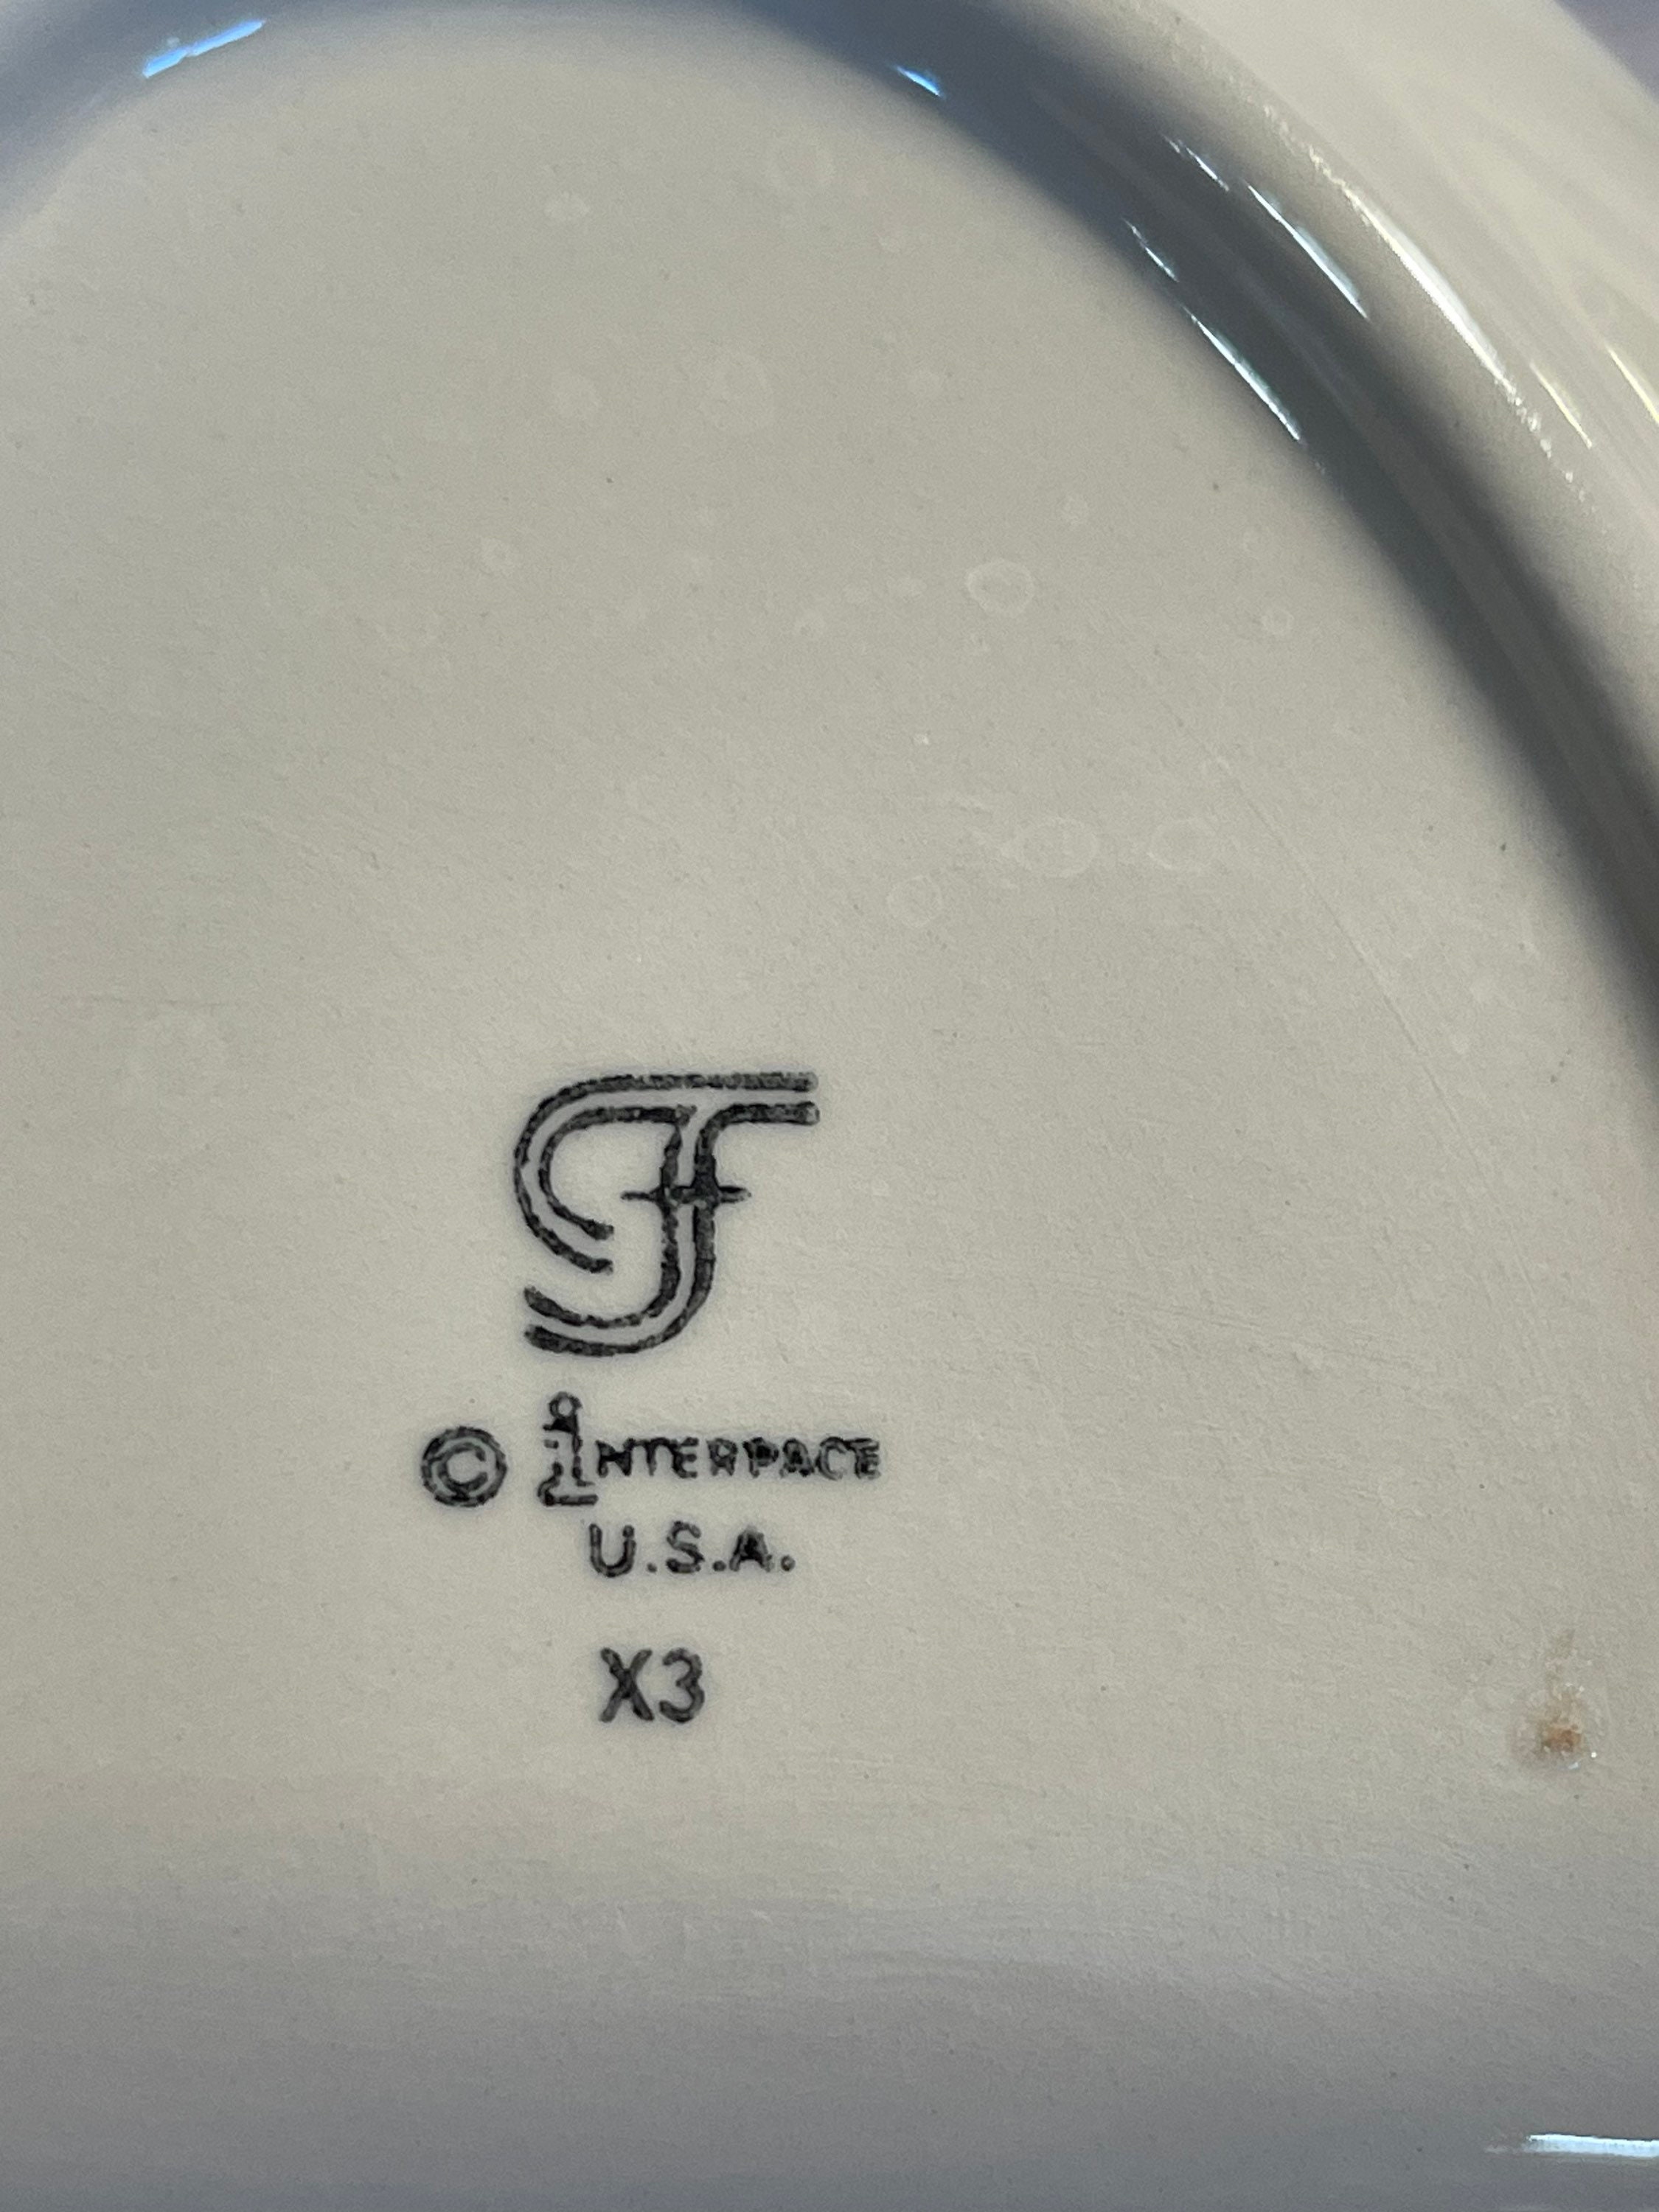 F
© INTERPACE
U.S.A.
X3